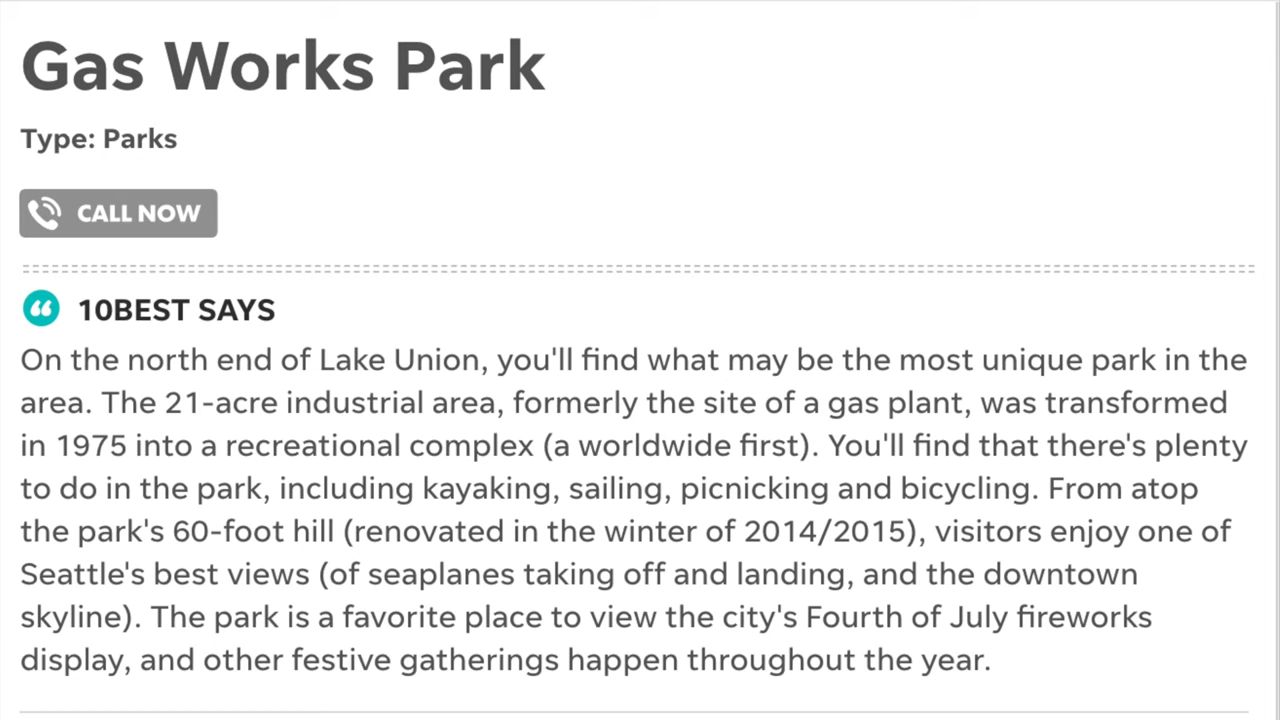 Gas Works Park
Type: Parks
CALL NOW
10BEST SAYS
On the north end of Lake Union, you'll find what may be the most unique park in the
area. The 21-acre industrial area, formerly the site of a gas plant, was transformed
in 1975 into a recreational complex (a worldwide first). You'll find that there's plenty
to do in the park, including kayaking, sailing, picnicking and bicycling. From atop
the park's 60-foot hill (renovated in the winter of 2014/2015), visitors enjoy one of
Seattle's best views (of seaplanes taking off and landing, and the downtown
skyline). The park is a favorite place to view the city's Fourth of July fireworks
display, and other festive gatherings happen throughout the year.